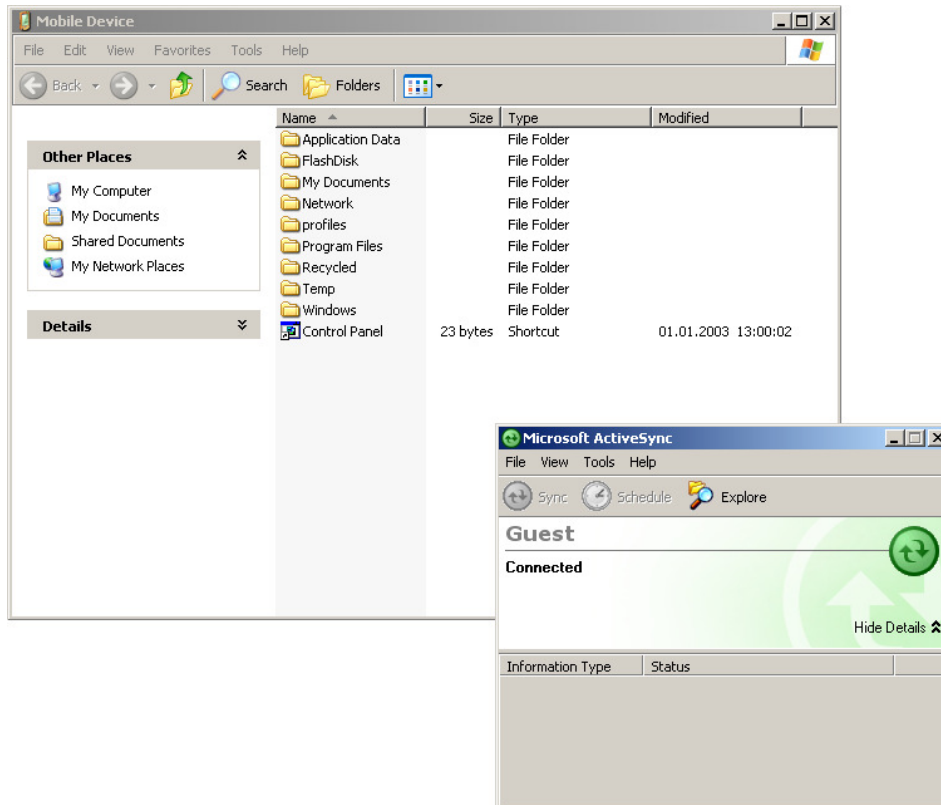 Mobile Device
File Edit View Favorites Tools Help
Back Search Folders
Name Size Type Modified
Other Places
My Computer
My Documents
Shared Documents
My Network Places
Details
Application Data File Folder
FlashDisk File Folder
My Documents File Folder
Network File Folder
profiles File Folder
Program Files File Folder
Recycled File Folder
Temp File Folder
Windows File Folder
Control Panel 23 bytes Shortcut 01.01.2003 13:00:02
Microsoft ActiveSync
File View Tools Help
Sync Schedule Explore
Guest
Connected
Hide Details
Information Type Status